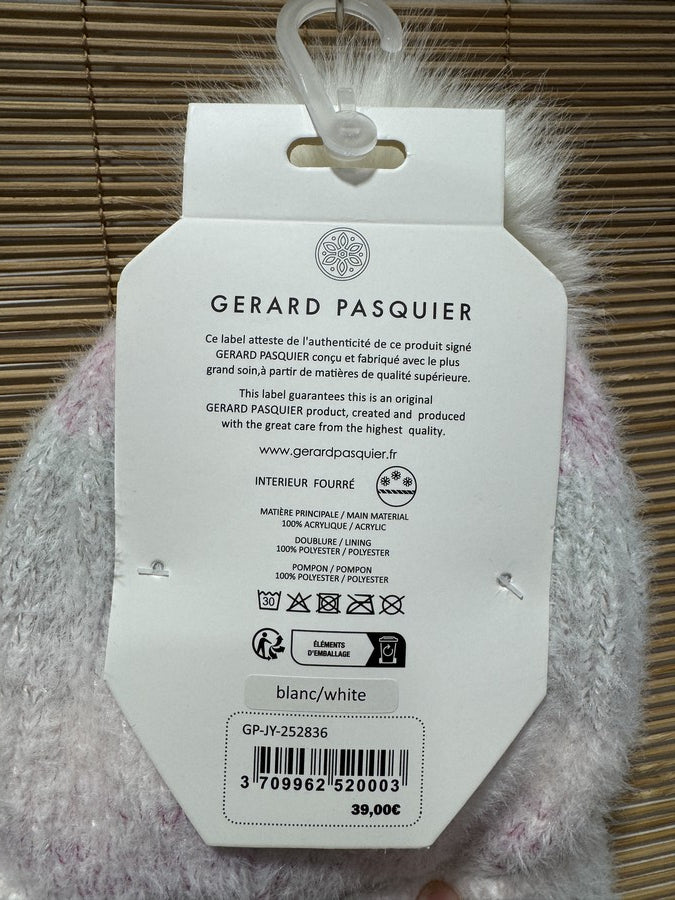 GERARD PASQUIER
Ce label atteste de l'authenticité de ce produit signé
GERARD PASQUIER conçu et fabriqué avec le plus
grand soin,à partir de matières de qualité supérieure.
This label guarantees this is an original
GERARD PASQUIER product, created and produced
with the great care from the highest quality.
www.gerardpasquier.fr
INTERIEUR FOURRÉ
MATIÈRE PRINCIPALE / MAIN MATERIAL
100% ACRYLIQUE / ACRYLIC
DOUBLURE / LINING
100% POLYESTER / POLYESTER
POMPON / POMPON
100% POLYESTER / POLYESTER
30
ÉLÉMENTS
D'EMBALLAGE
blanc/white
GP-JY-252836
3 709962 520003
39,00€